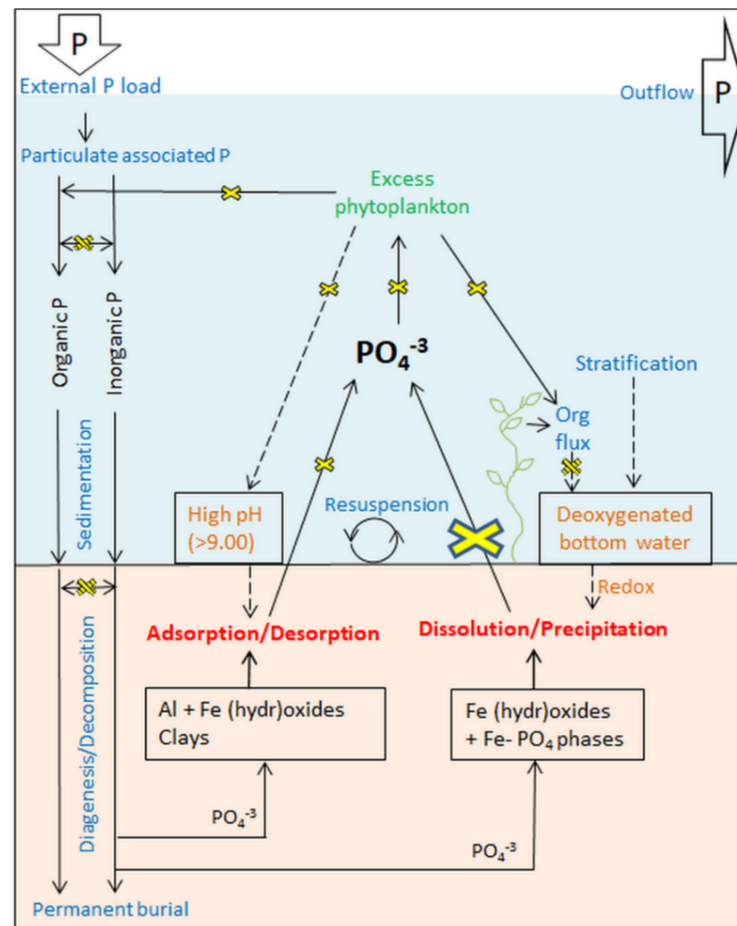 P
External P load
Outflow
P
Particulate associated P
Excess
phytoplankton
Organic P
Inorganic P
PO₄⁻³
Stratification
Org
flux
Sedimentation
High pH
(>9.00)
Resuspension
Deoxygenated
bottom water
Redox
Adsorption/Desorption
Dissolution/Precipitation
Diagenesis/Decomposition
Al + Fe (hydr)oxides
Clays
Fe (hydr)oxides
+ Fe- PO₄ phases
PO₄⁻³
PO₄⁻³
Permanent burial